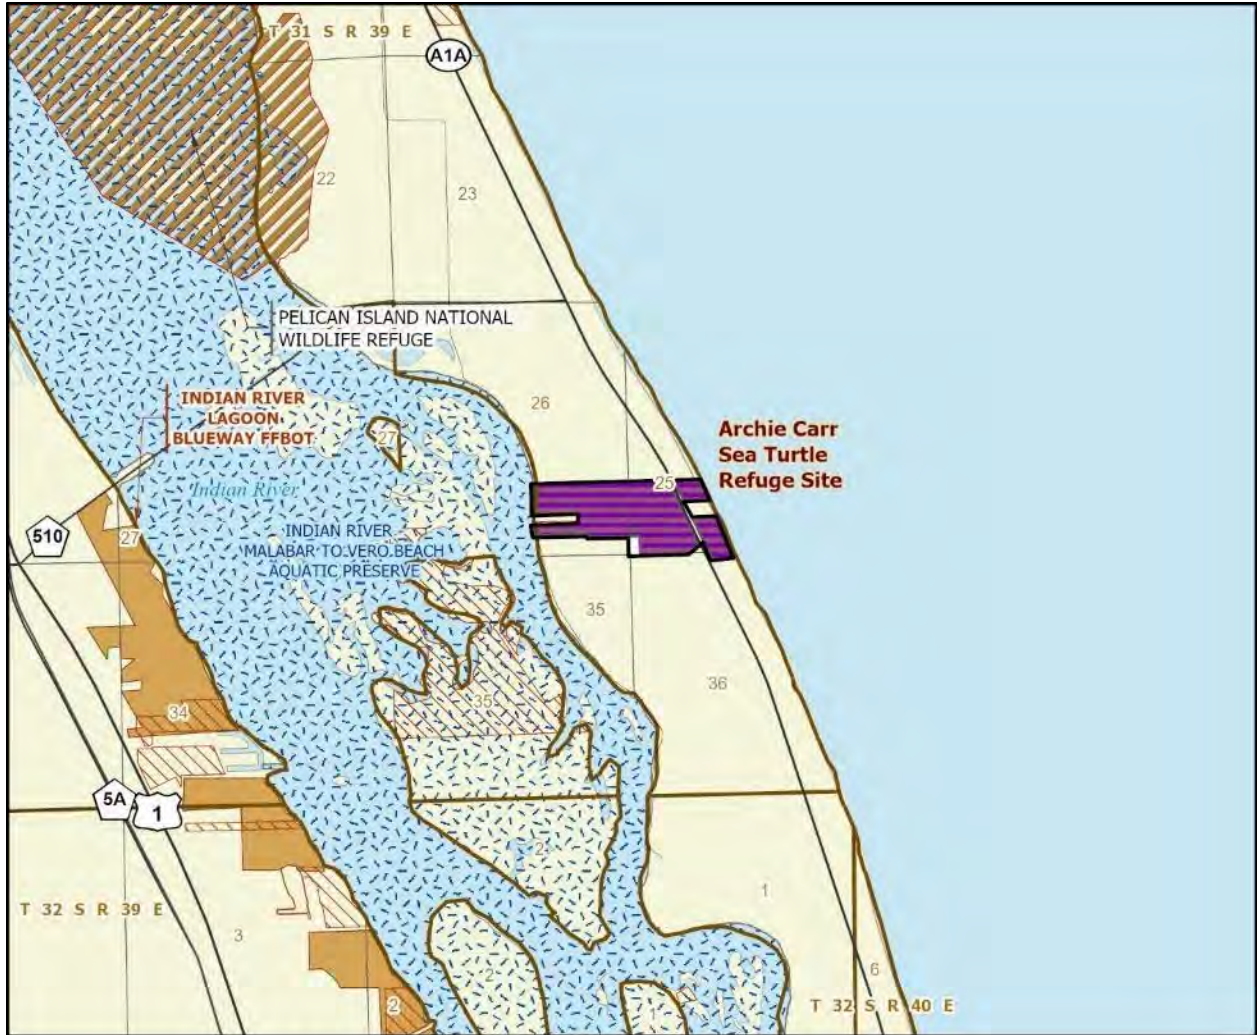 T 31 S R 39 E
A1A
22
23
PELICAN ISLAND NATIONAL
WILDLIFE REFUGE
INDIAN RIVER
LAGOON
BLUEWAY FFBOT
26
27
Archie Carr
Sea Turtle
Refuge Site
25
Indian River
510
27
INDIAN RIVER
MALABAR TO VERO BEACH
AQUATIC PRESERVE
35
36
35
34
5A
1
2
1
T 32 S R 39 E
3
6
2
2
1
T 32 S R 40 E